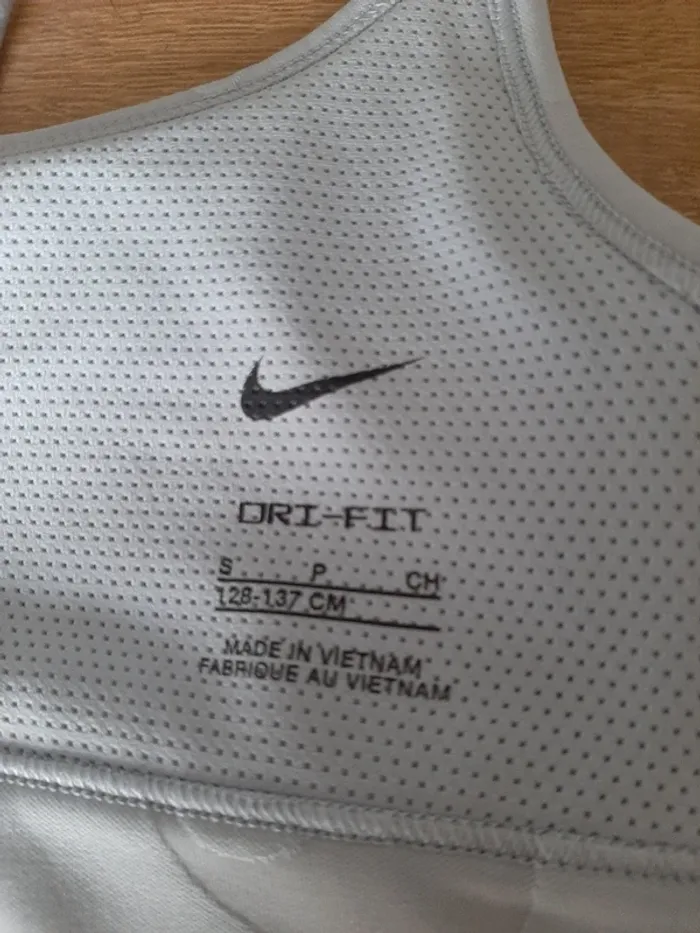 DRI-FIT
S P CH
128-137 CM
MADE IN VIETNAM
FABRIQUE AU VIETNAM